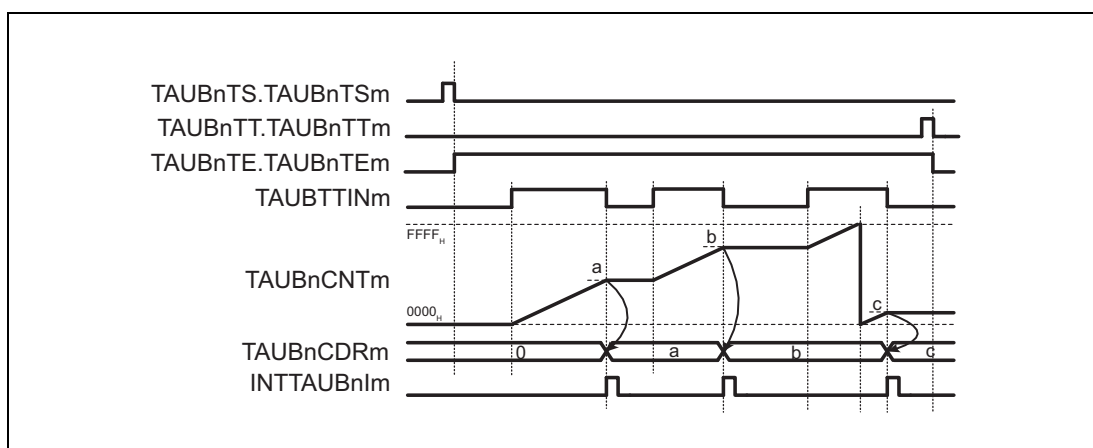 TAUBnTS.TAUBnTSm
TAUBnTT.TAUBnTTm
TAUBnTE.TAUBnTEm
TAUBTTINm
FFFFH
b
a
TAUBnCNTm
c
0000H
TAUBnCDRm
0 a b c
INTTAUBnIm